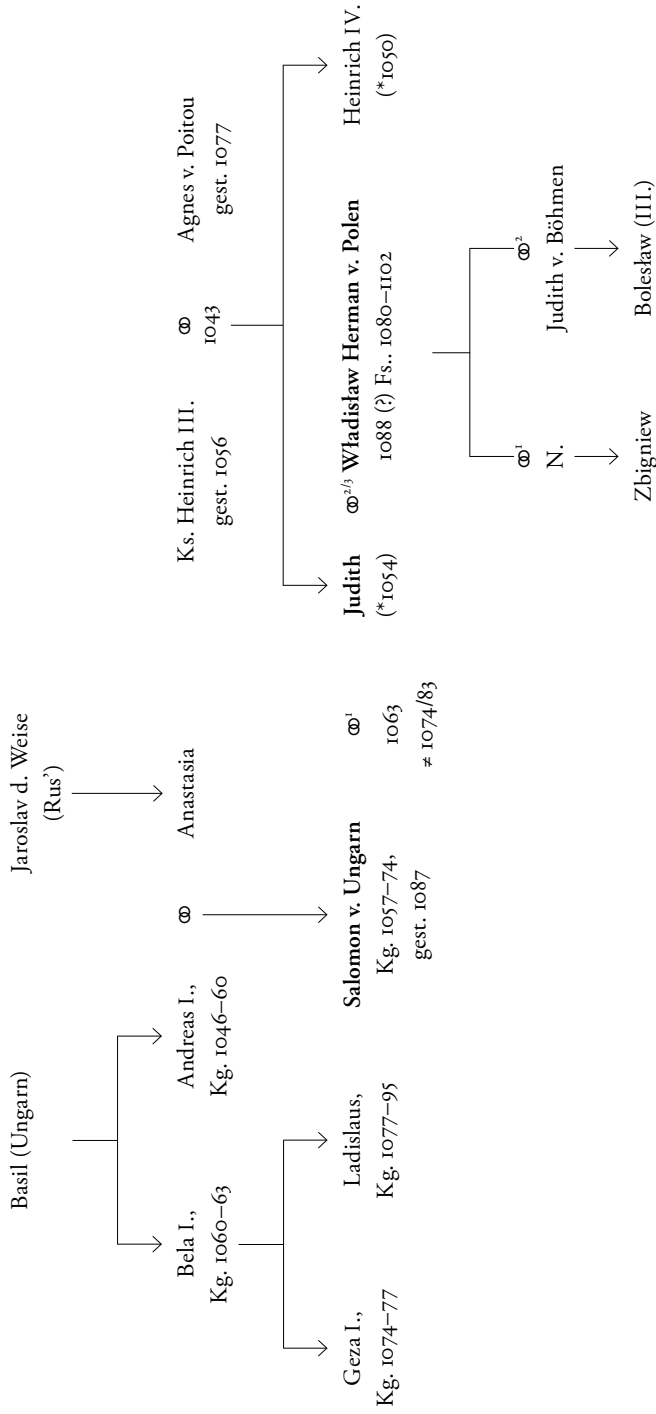 Basil (Ungarn)
Jaroslav d. Weise
(Rus’)
Bela I.,
Kg. 1060–63
Andreas I.,
Kg. 1046–60
⚭
Anastasia
Ks. Heinrich III.
gest. 1056
⚭
1043
Agnes v. Poitou
gest. 1077
Geza I.,
Kg. 1074–77
Ladislaus,
Kg. 1077–95
Salomon v. Ungarn
Kg. 1057–74,
gest. 1087
⚭¹
1063
≠ 1074/83
Judith
(*1054)
⚭²/³ Władisław Herman v. Polen
1088 (?) Fs.. 1080–1102
Heinrich IV.
(*1050)
⚭¹
N.
⚭²
Judith v. Böhmen
Zbigniew
Bolesław (III.)